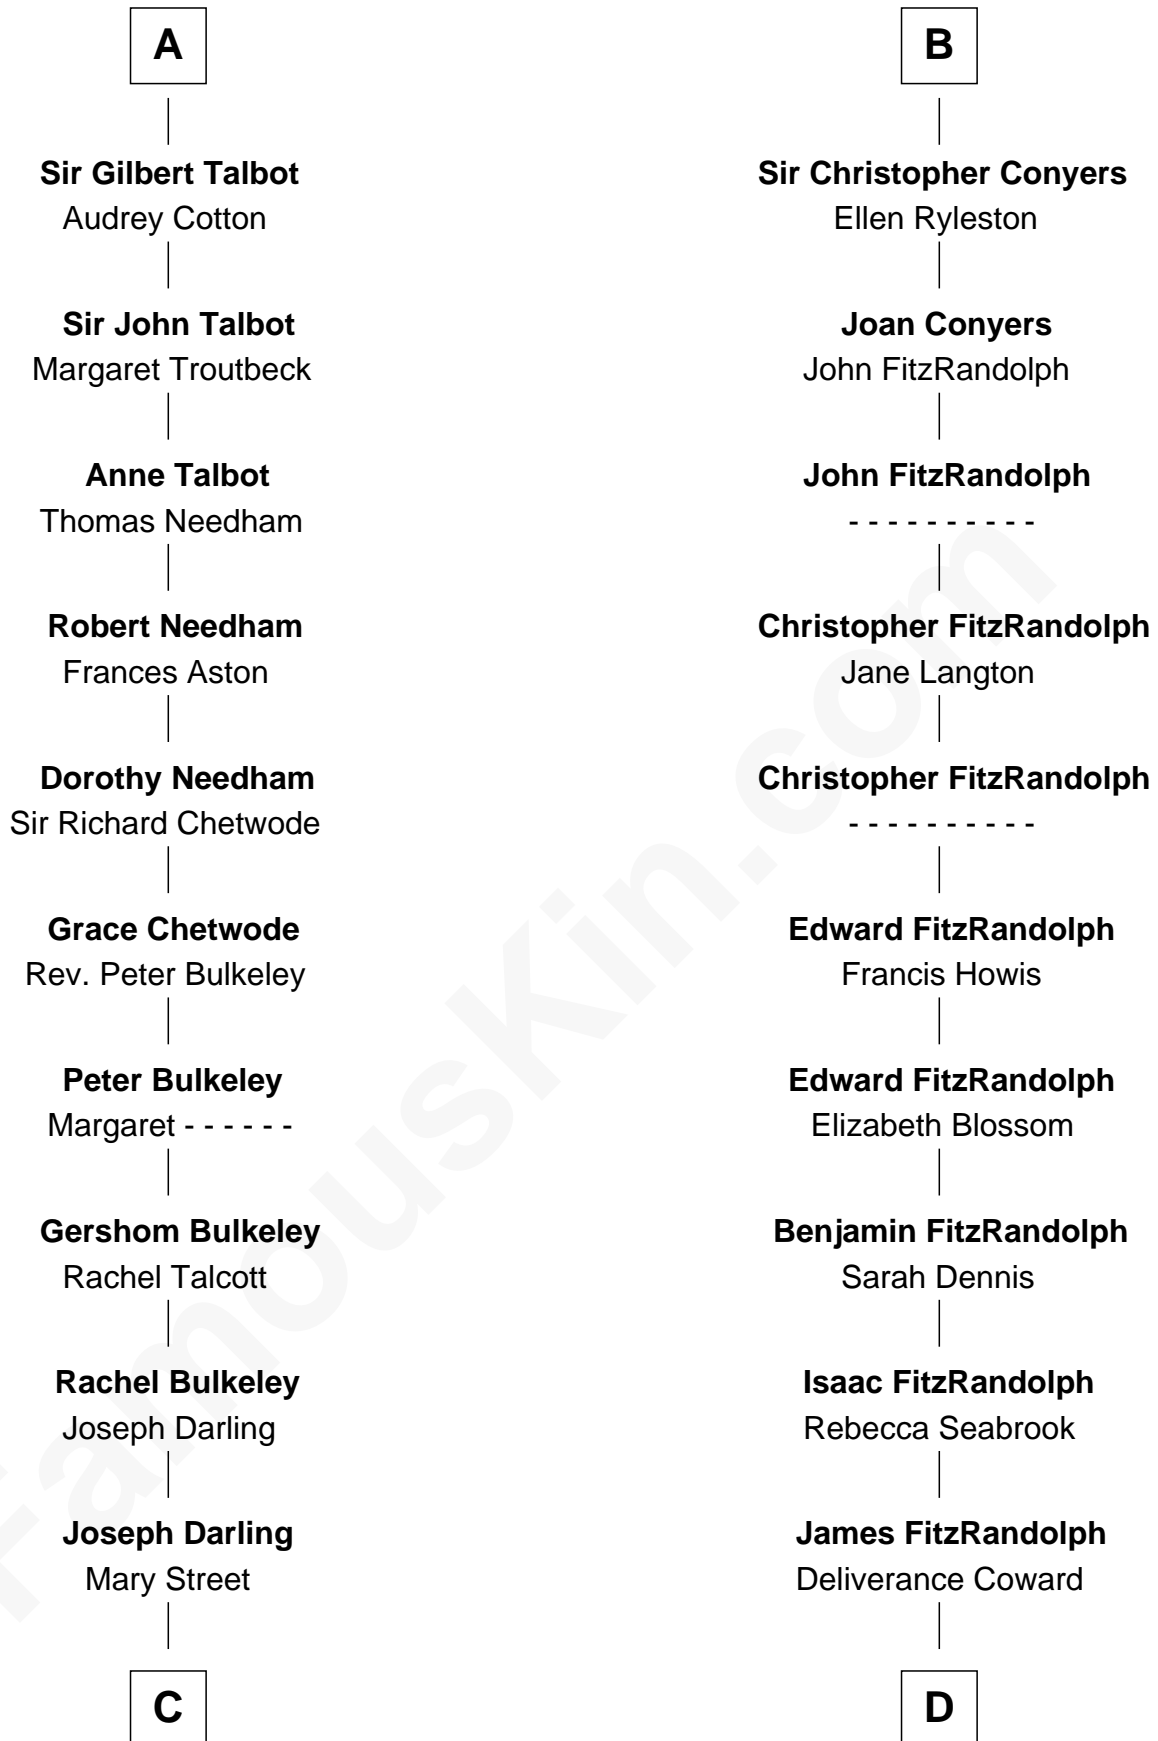 A
Sir Gilbert Talbot
Audrey Cotton
Sir John Talbot
Margaret Troutbeck
Anne Talbot
Thomas Needham
Robert Needham
Frances Aston
Dorothy Needham
Sir Richard Chetwode
Grace Chetwode
Rev. Peter Bulkeley
Peter Bulkeley
Margaret - - - - - -
Gershom Bulkeley
Rachel Talcott
Rachel Bulkeley
Joseph Darling
Joseph Darling
Mary Street
C
B
Sir Christopher Conyers
Ellen Ryleston
Joan Conyers
John FitzRandolph
John FitzRandolph
- - - - - - - - - -
Christopher FitzRandolph
Jane Langton
Christopher FitzRandolph
- - - - - - - - - -
Edward FitzRandolph
Francis Howis
Edward FitzRandolph
Elizabeth Blossom
Benjamin FitzRandolph
Sarah Dennis
Isaac FitzRandolph
Rebecca Seabrook
James FitzRandolph
Deliverance Coward
D
FamousKin.com